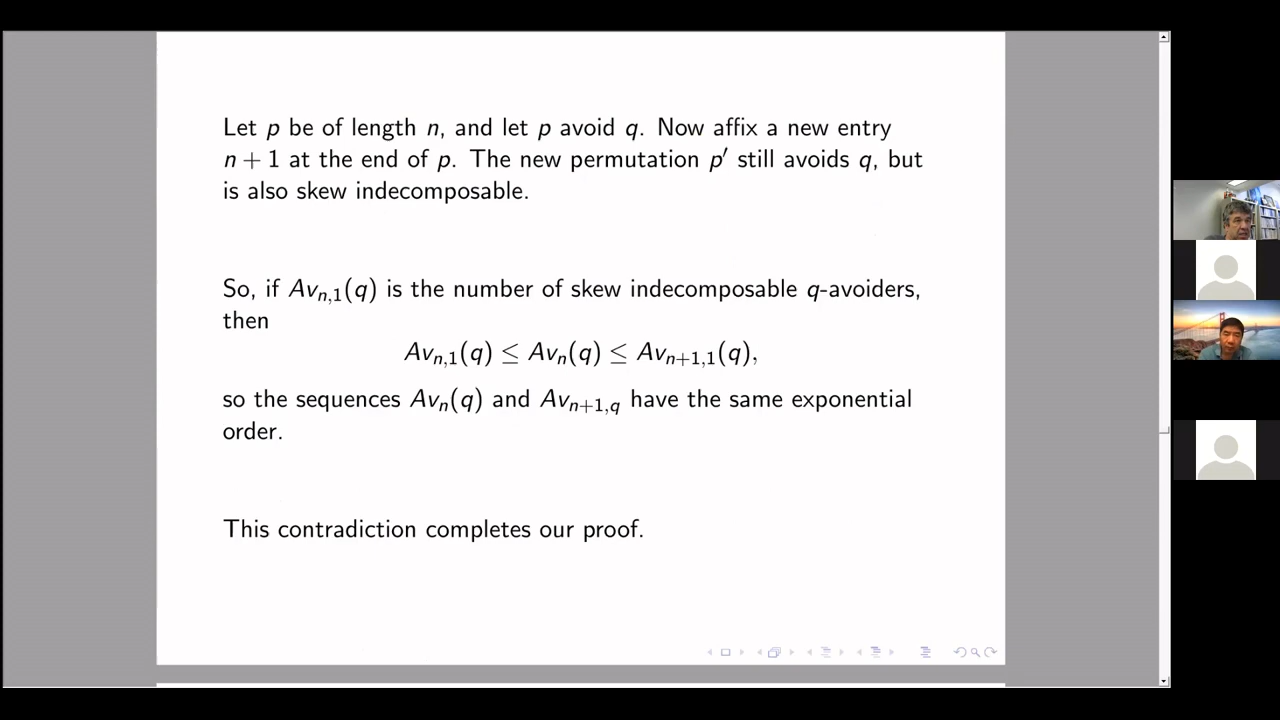 Let p be of length n, and let p avoid q. Now affix a new entry
n + 1 at the end of p. The new permutation p′ still avoids q, but
is also skew indecomposable.
So, if Av_{n,1}(q) is the number of skew indecomposable q-avoiders,
then
Av_{n,1}(q) ≤ Av_n(q) ≤ Av_{n+1,1}(q),
so the sequences Av_n(q) and Av_{n+1,q} have the same exponential
order.
This contradiction completes our proof.